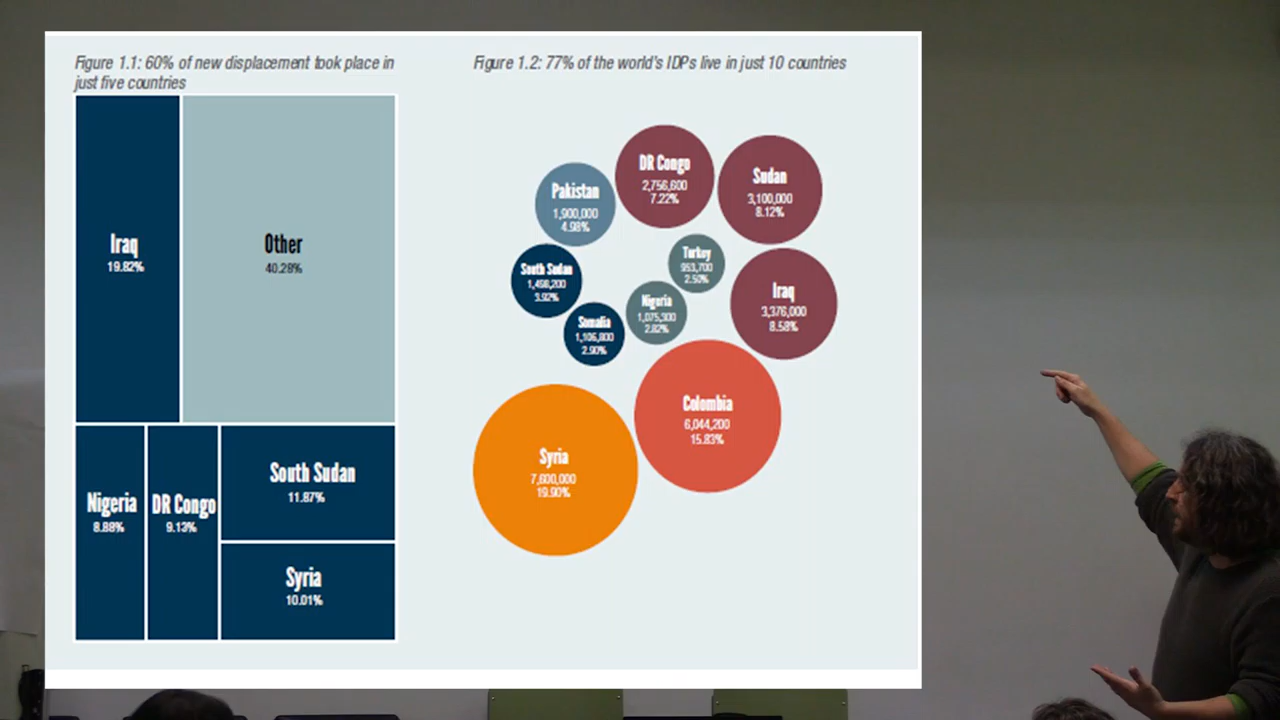 Figure 1.1: 60% of new displacement took place in
just five countries
Iraq
19.82%
Other
40.29%
Nigeria
8.88%
DR Congo
9.13%
South Sudan
11.87%
Syria
10.01%
Figure 1.2: 77% of the world's IDPs live in just 10 countries
DR Congo
2,756,600
7.22%
Sudan
3,100,000
8.12%
Pakistan
1,900,000
4.98%
Turkey
953,700
2.50%
South Sudan
1,498,200
3.92%
Iraq
3,376,000
8.58%
Nigeria
1,075,300
2.82%
Somalia
1,106,800
2.90%
Colombia
6,044,200
15.83%
Syria
7,600,000
19.90%